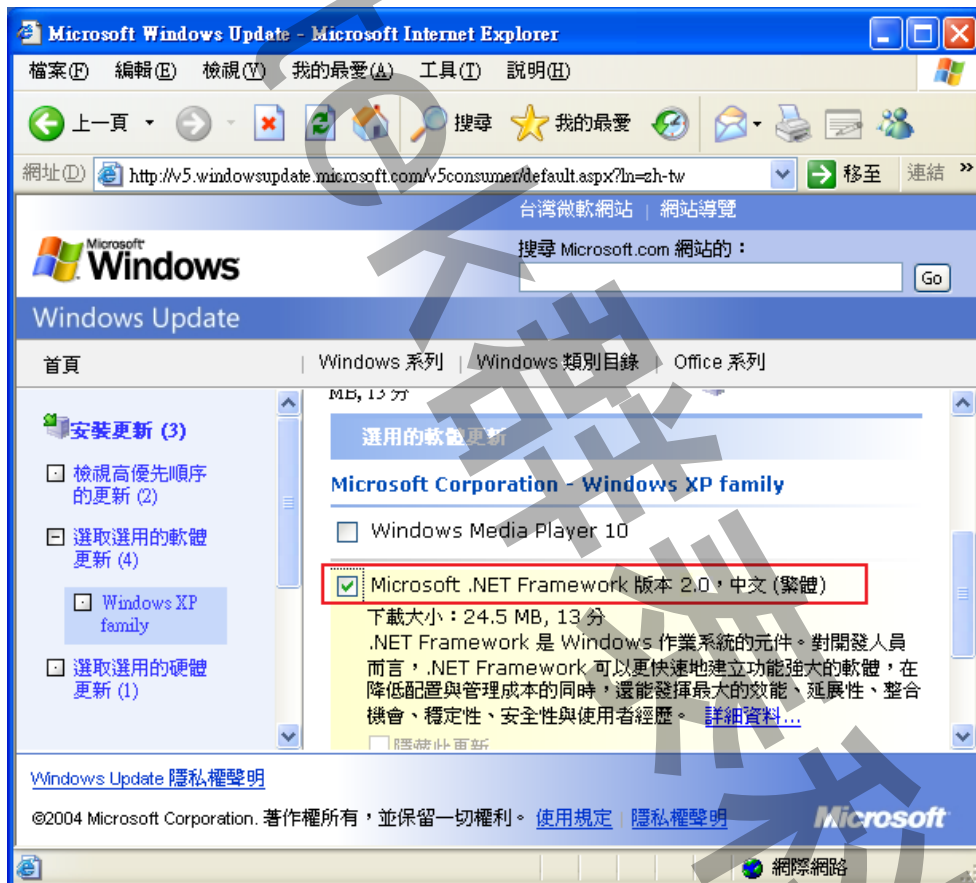 Microsoft Windows Update - Microsoft Internet Explorer
檔案(F) 編輯(E) 檢視(V) 我的最愛(A) 工具(T) 說明(H)
上一頁 搜尋 我的最愛
網址(D) http://v5.windowsupdate.microsoft.com/v5consumer/default.aspx?ln=zh-tw 移至 連結 »
台灣微軟網站 | 網站導覽
Microsoft Windows
搜尋 Microsoft.com 網站的：
Go
Windows Update
首頁 | Windows 系列 | Windows 類別目錄 | Office 系列
安裝更新 (3)
檢視高優先順序
的更新 (2)
選取選用的軟體
更新 (4)
Windows XP
family
選取選用的硬體
更新 (1)
MB, 13 分
選用的軟體更新
Microsoft Corporation - Windows XP family
Windows Media Player 10
Microsoft .NET Framework 版本 2.0，中文 (繁體)
下載大小：24.5 MB, 13 分
.NET Framework 是 Windows 作業系統的元件。對開發人員
而言，.NET Framework 可以更快速地建立功能強大的軟體，在
降低配置與管理成本的同時，還能發揮最大的效能、延展性、整合
機會、穩定性、安全性與使用者經歷。 詳細資料...
隱藏此更新
Windows Update 隱私權聲明
©2004 Microsoft Corporation. 著作權所有，並保留一切權利。 使用規定 | 隱私權聲明
Microsoft
網際網路